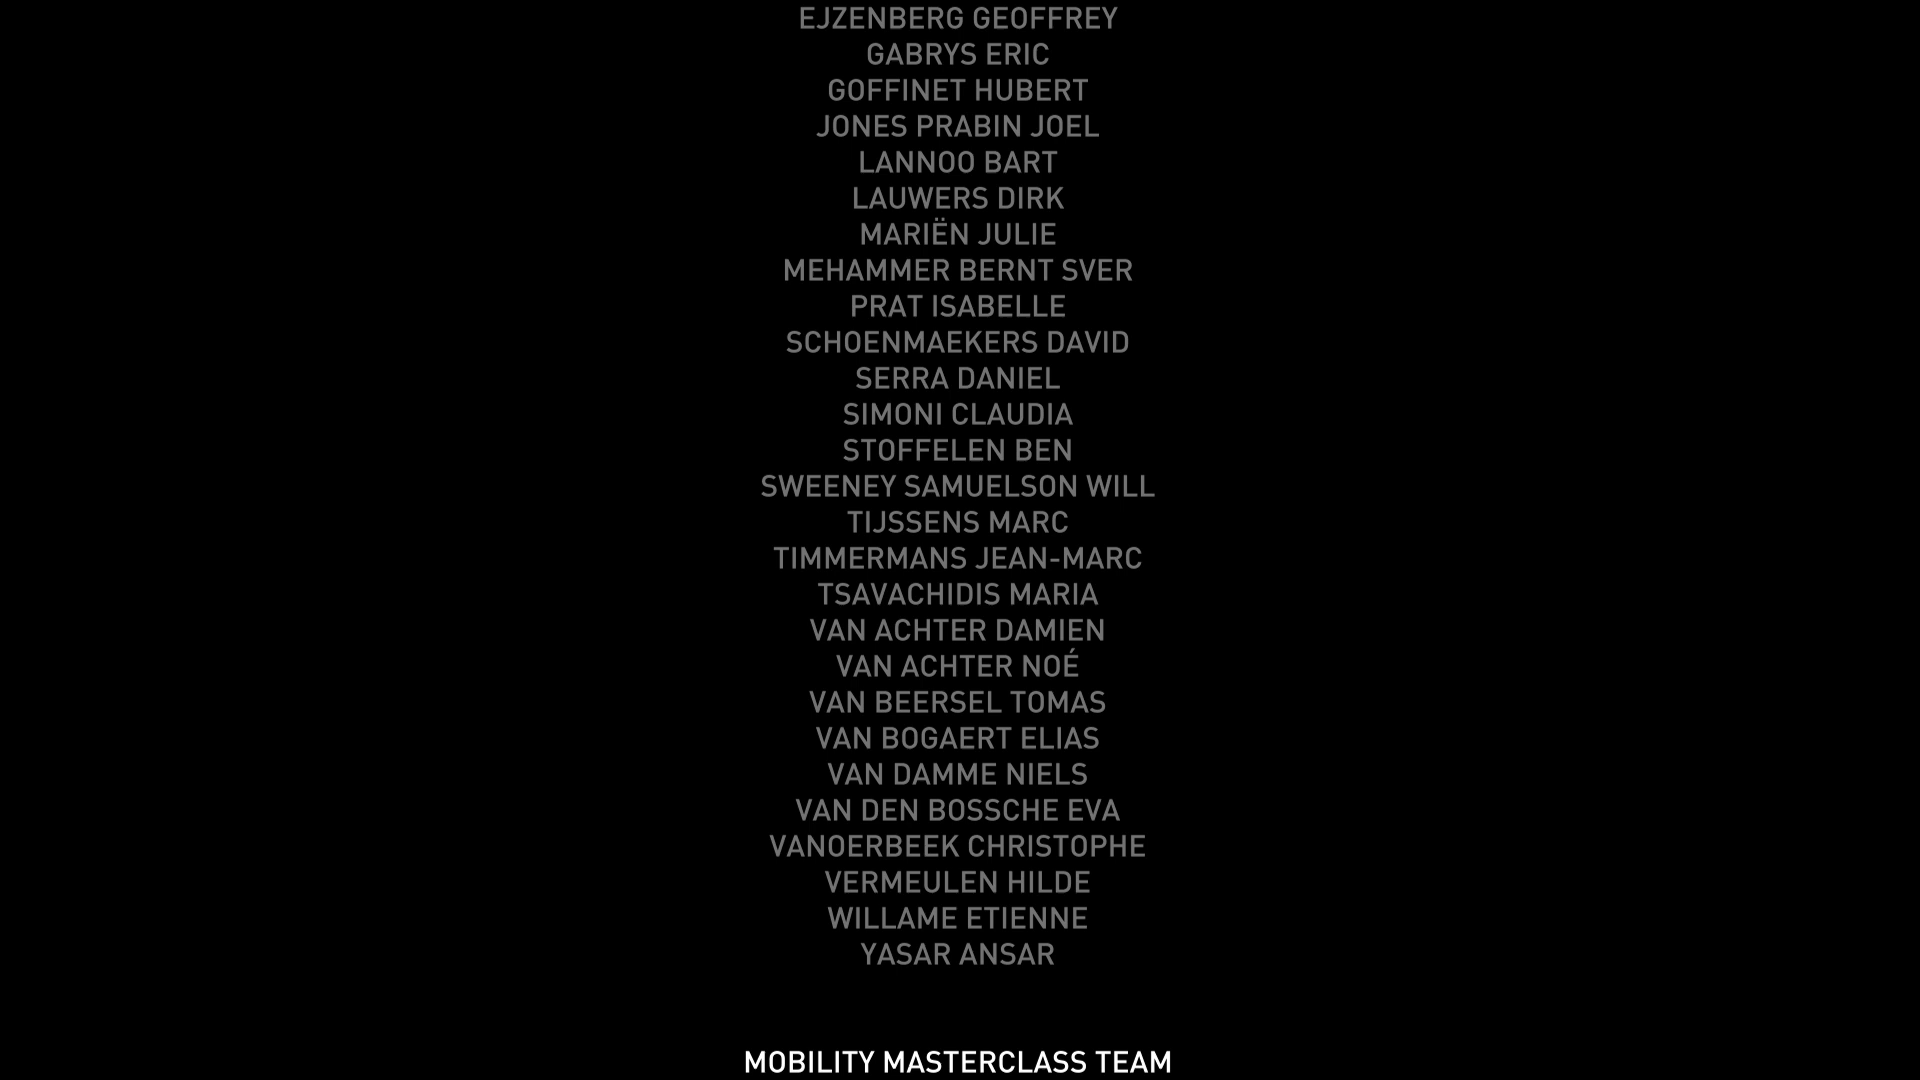 EJZENBERG GEOFFREY
GABRYS ERIC
GOFFINET HUBERT
JONES PRABIN JOEL
LANNOO BART
LAUWERS DIRK
MARIËN JULIE
MEHAMMER BERNT SVER
PRAT ISABELLE
SCHOENMAEKERS DAVID
SERRA DANIEL
SIMONI CLAUDIA
STOFFELEN BEN
SWEENEY SAMUELSON WILL
TIJSSENS MARC
TIMMERMANS JEAN-MARC
TSAVACHIDIS MARIA
VAN ACHTER DAMIEN
VAN ACHTER NOÉ
VAN BEERSEL TOMAS
VAN BOGAERT ELIAS
VAN DAMME NIELS
VAN DEN BOSSCHE EVA
VANOERBEEK CHRISTOPHE
VERMEULEN HILDE
WILLAME ETIENNE
YASAR ANSAR
MOBILITY MASTERCLASS TEAM